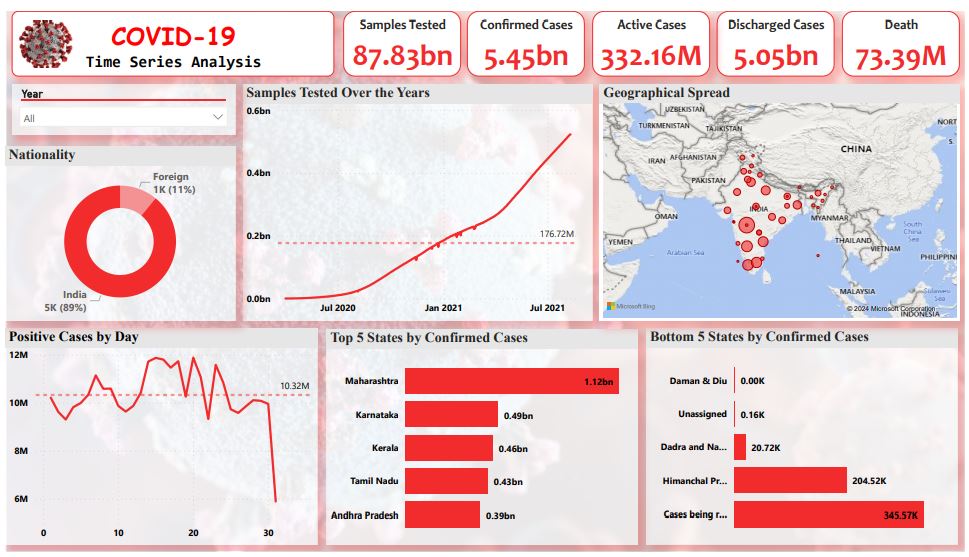 COVID-19
Time Series Analysis
Samples Tested
87.83bn
Confirmed Cases
5.45bn
Active Cases
332.16M
Discharged Cases
5.05bn
Death
73.39M
Year
All
Nationality
Foreign
1K (11%)
India
5K (89%)
Samples Tested Over the Years
0.6bn
0.4bn
0.2bn
0.0bn
176.72M
Jul 2020
Jan 2021
Jul 2021
Geographical Spread
UZBEKISTAN
TURKMENISTAN
TAJIKISTAN
NORT
S.
CHINA
IRAN
AFGHANISTAN
PAKISTAN
INDIA
OMAN
MYANMAR
YEMEN
Arabian Sea
THAILAND
VIETNAM
South
China
Sea
PHILIPPIN
MALAYSIA
Sulawesi
Sea
Microsoft Bing
© 2024 Microsoft Corporation
INDONESIA
Positive Cases by Day
12M
10M
8M
6M
10.32M
0
10
20
30
Top 5 States by Confirmed Cases
Maharashtra
1.12bn
Karnataka
0.49bn
Kerala
0.46bn
Tamil Nadu
0.43bn
Andhra Pradesh
0.39bn
Bottom 5 States by Confirmed Cases
Daman & Diu
0.00K
Unassigned
0.16K
Dadra and Na...
20.72K
Himanchal Pr...
204.52K
Cases being r...
345.57K